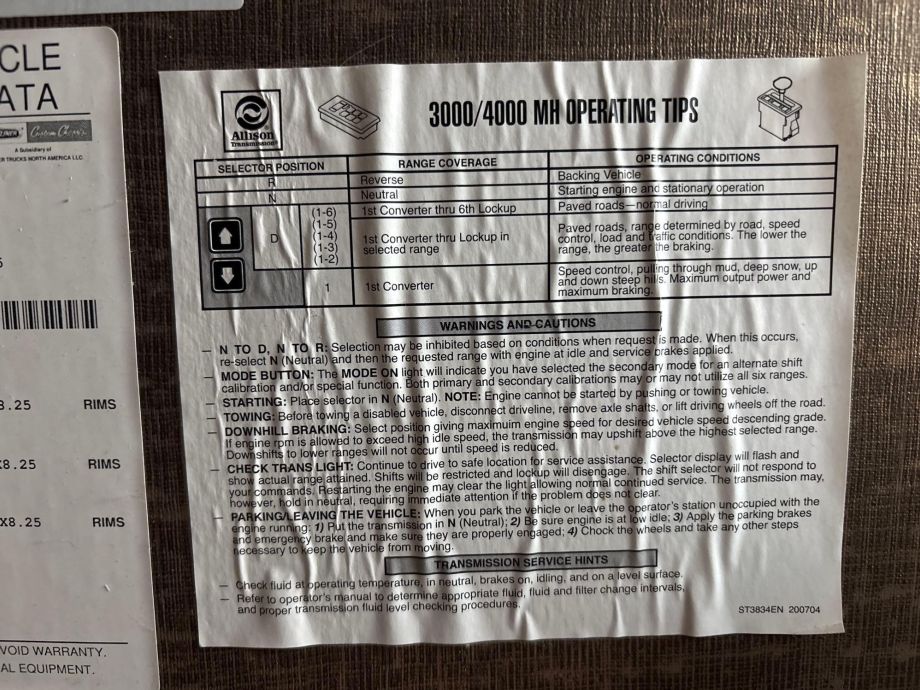 CLE
ATA
Custom Chassis
A Subsidiary of
ER TRUCKS NORTH AMERICA LLC.
8.25 RIMS
X8.25 RIMS
X8.25 RIMS
VOID WARRANTY.
AL EQUIPMENT.
Allison
Transmission
3000/4000 MH OPERATING TIPS
SELECTOR POSITION RANGE COVERAGE OPERATING CONDITIONS
R Reverse Backing Vehicle
N Neutral Starting engine and stationary operation
D
(1-6) 1st Converter thru 6th Lockup Paved roads—normal driving
(1-5)
(1-4)
(1-3)
(1-2)
1st Converter thru Lockup in
selected range
Paved roads, range determined by road, speed
control, load and traffic conditions. The lower the
range, the greater the braking.
1 1st Converter
Speed control, pulling through mud, deep snow, up
and down steep hills. Maximum output power and
maximum braking.
WARNINGS AND CAUTIONS
– N TO D, N TO R: Selection may be inhibited based on conditions when request is made. When this occurs,
re-select N (Neutral) and then the requested range with engine at idle and service brakes applied.
– MODE BUTTON: The MODE ON light will indicate you have selected the secondary mode for an alternate shift
calibration and/or special function. Both primary and secondary calibrations may or may not utilize all six ranges.
– STARTING: Place selector in N (Neutral). NOTE: Engine cannot be started by pushing or towing vehicle.
– TOWING: Before towing a disabled vehicle, disconnect driveline, remove axle shafts, or lift driving wheels off the road.
– DOWNHILL BRAKING: Select position giving maximuim engine speed for desired vehicle speed descending grade.
If engine rpm is allowed to exceed high idle speed, the transmission may upshift above the highest selected range.
Downshifts to lower ranges will not occur until speed is reduced.
– CHECK TRANS LIGHT: Continue to drive to safe location for service assistance. Selector display will flash and
show actual range attained. Shifts will be restricted and lockup will disengage. The shift selector will not respond to
your commands. Restarting the engine may clear the light allowing normal continued service. The transmission may,
however, hold in neutral, requiring immediate attention if the problem does not clear.
– PARKING/LEAVING THE VEHICLE: When you park the vehicle or leave the operator's station unoccupied with the
engine running: 1) Put the transmission in N (Neutral); 2) Be sure engine is at low idle; 3) Apply the parking brakes
and emergency brake and make sure they are properly engaged; 4) Chock the wheels and take any other steps
necessary to keep the vehicle from moving.
TRANSMISSION SERVICE HINTS
– Check fluid at operating temperature, in neutral, brakes on, idling, and on a level surface.
– Refer to operator's manual to determine appropriate fluid, fluid and filter change intervals,
and proper transmission fluid level checking procedures.
ST3834EN 200704